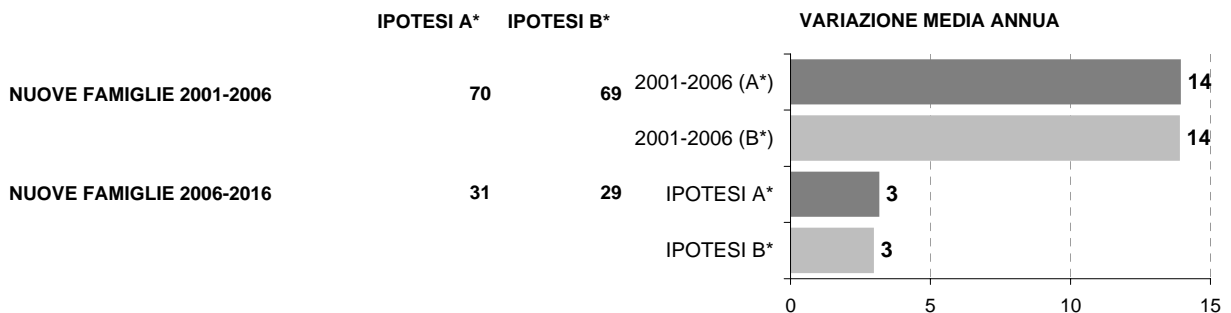 IPOTESI A* IPOTESI B* VARIAZIONE MEDIA ANNUA
NUOVE FAMIGLIE 2001-2006 70 69
2001-2006 (A*) 14
2001-2006 (B*) 14
NUOVE FAMIGLIE 2006-2016 31 29
IPOTESI A* 3
IPOTESI B* 3
0 5 10 15